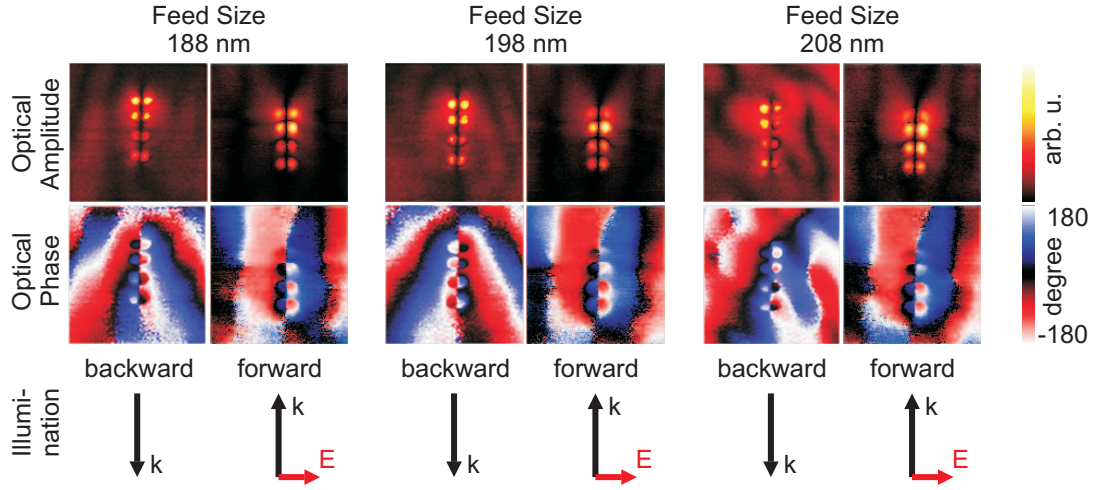 Feed Size
188 nm
Feed Size
198 nm
Feed Size
208 nm
Optical
Amplitude
arb. u.
Optical
Phase
180
degree
-180
backward
forward
backward
forward
backward
forward
Illumi-
nation
k
k
E
k
k
E
k
k
E